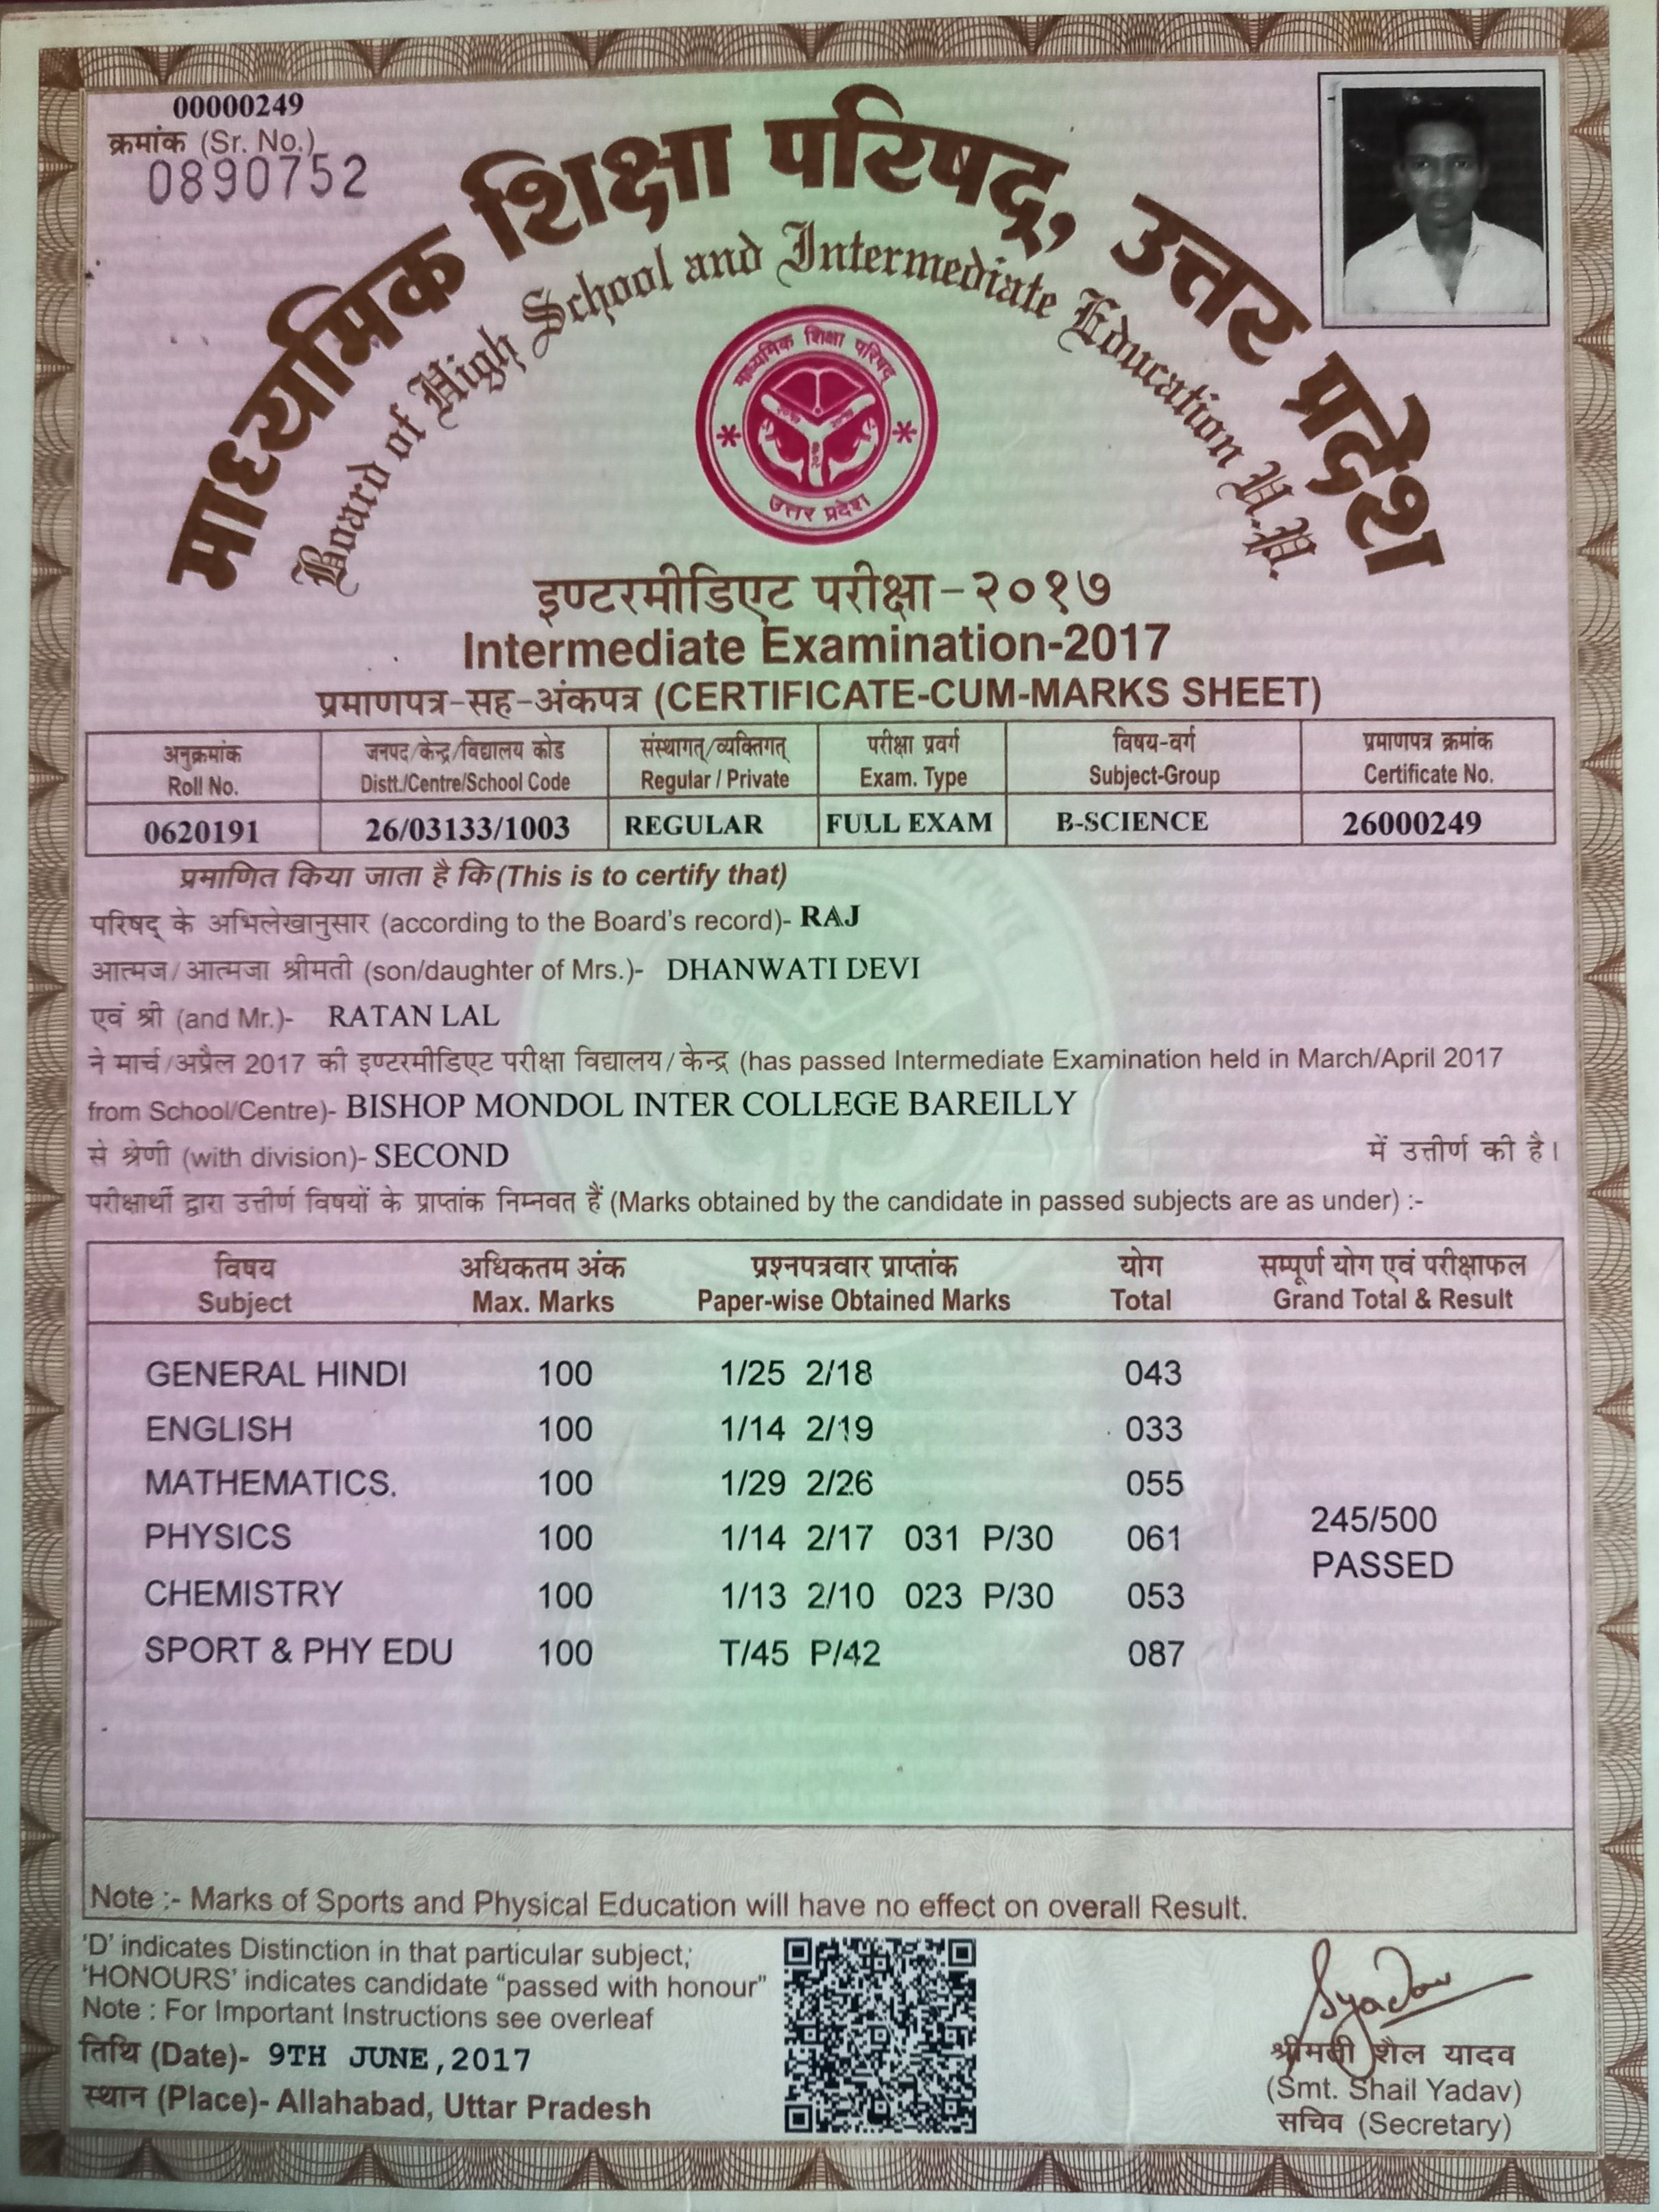 00000249
क्रमांक (Sr. No.)
0890752
माध्यमिक शिक्षा परिषद्, उत्तर प्रदेश
Board of High School and Intermediate Education U.P.
माध्यमिक शिक्षा परिषद्
उत्तर प्रदेश
इण्टरमीडिएट परीक्षा-२०१७
Intermediate Examination-2017
प्रमाणपत्र-सह-अंकपत्र (CERTIFICATE-CUM-MARKS SHEET)
अनुक्रमांक जनपद/केन्द्र/विद्यालय कोड संस्थागत्/व्यक्तिगत् परीक्षा प्रवर्ग विषय-वर्ग प्रमाणपत्र क्रमांक
Roll No. Distt./Centre/School Code Regular / Private Exam. Type Subject-Group Certificate No.
0620191 26/03133/1003 REGULAR FULL EXAM B-SCIENCE 26000249
प्रमाणित किया जाता है कि (This is to certify that)
परिषद् के अभिलेखानुसार (according to the Board's record)- RAJ
आत्मज/आत्मजा श्रीमती (son/daughter of Mrs.)- DHANWATI DEVI
एवं श्री (and Mr.)- RATAN LAL
ने मार्च/अप्रैल 2017 की इण्टरमीडिएट परीक्षा विद्यालय/केन्द्र (has passed Intermediate Examination held in March/April 2017
from School/Centre)- BISHOP MONDOL INTER COLLEGE BAREILLY
से श्रेणी (with division)- SECOND में उत्तीर्ण की है।
परीक्षार्थी द्वारा उत्तीर्ण विषयों के प्राप्तांक निम्नवत हैं (Marks obtained by the candidate in passed subjects are as under) :-
विषय अधिकतम अंक प्रश्नपत्रवार प्राप्तांक योग सम्पूर्ण योग एवं परीक्षाफल
Subject Max. Marks Paper-wise Obtained Marks Total Grand Total & Result
GENERAL HINDI 100 1/25 2/18 043
ENGLISH 100 1/14 2/19 033
MATHEMATICS. 100 1/29 2/26 055
245/500
PHYSICS 100 1/14 2/17 031 P/30 061
PASSED
CHEMISTRY 100 1/13 2/10 023 P/30 053
SPORT & PHY EDU 100 T/45 P/42 087
Note :- Marks of Sports and Physical Education will have no effect on overall Result.
'D' indicates Distinction in that particular subject;
'HONOURS' indicates candidate "passed with honour"
Note : For Important Instructions see overleaf
तिथि (Date)- 9TH JUNE,2017
स्थान (Place)- Allahabad, Uttar Pradesh
SYadav
श्रीमती शैल यादव
(Smt. Shail Yadav)
सचिव (Secretary)